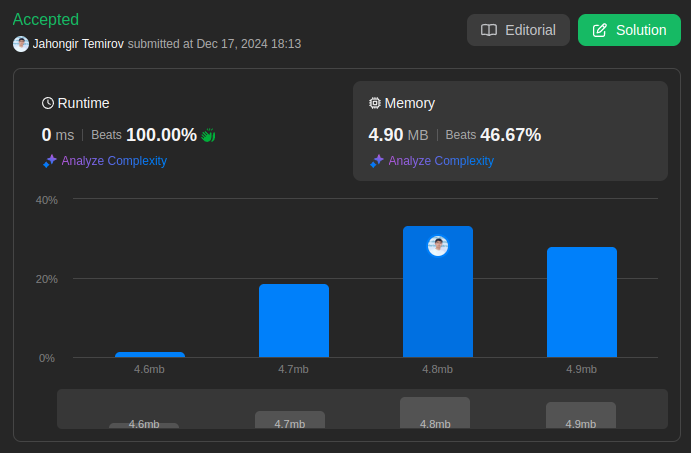 Accepted
Jahongir Temirov submitted at Dec 17, 2024 18:13
Editorial
Solution
Runtime
0 ms | Beats 100.00%
Analyze Complexity
Memory
4.90 MB | Beats 46.67%
Analyze Complexity
40%
20%
0%
4.6mb 4.7mb 4.8mb 4.9mb
4.6mb 4.7mb 4.8mb 4.9mb